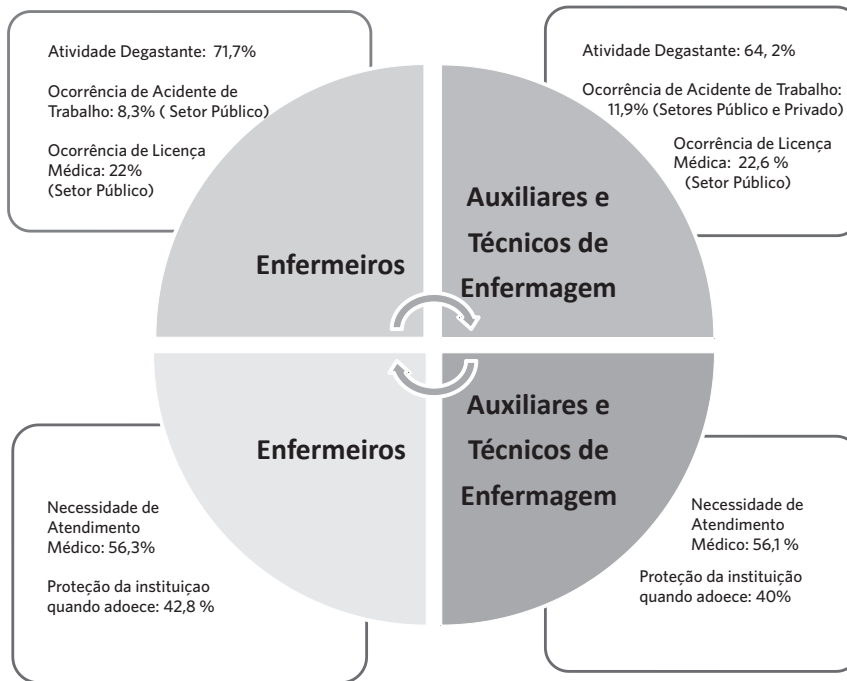 Atividade Degastante: 71,7%
Ocorrência de Acidente de
Trabalho: 8,3% ( Setor Público)
Ocorrência de Licença
Médica: 22%
(Setor Público)
Atividade Degastante: 64, 2%
Ocorrência de Acidente de Trabalho:
11,9% (Setores Público e Privado)
Ocorrência de Licença
Médica: 22,6 %
(Setor Público)
Enfermeiros
Auxiliares e
Técnicos de
Enfermagem
Enfermeiros
Auxiliares e
Técnicos de
Enfermagem
Necessidade de
Atendimento
Médico: 56,3%
Proteção da instituiçao
quando adoece: 42,8 %
Necessidade de
Atendimento
Médico: 56,1 %
Proteção da instituição
quando adoece: 40%